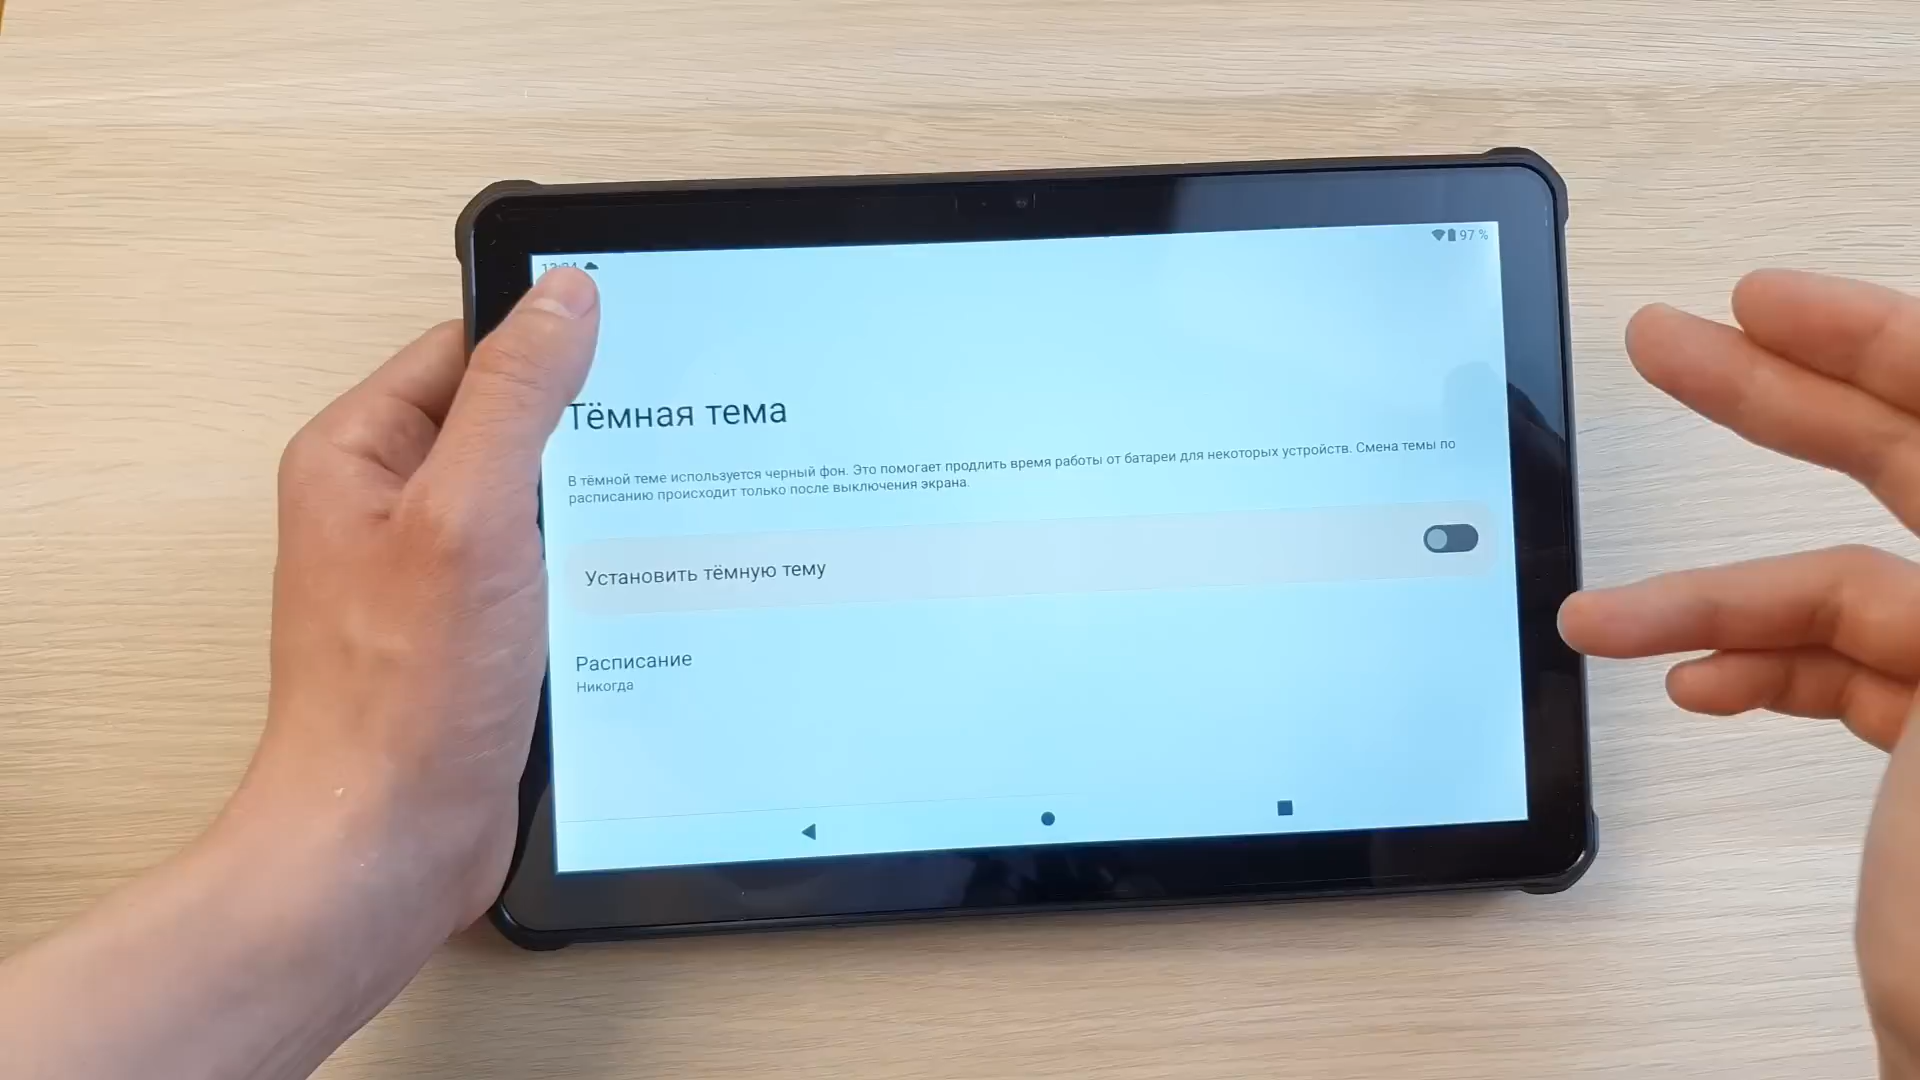 97 %
Тёмная тема
В тёмной теме используется черный фон. Это помогает продлить время работы от батареи для некоторых устройств. Смена темы по
расписанию происходит только после выключения экрана.
Установить тёмную тему
Расписание
Никогда